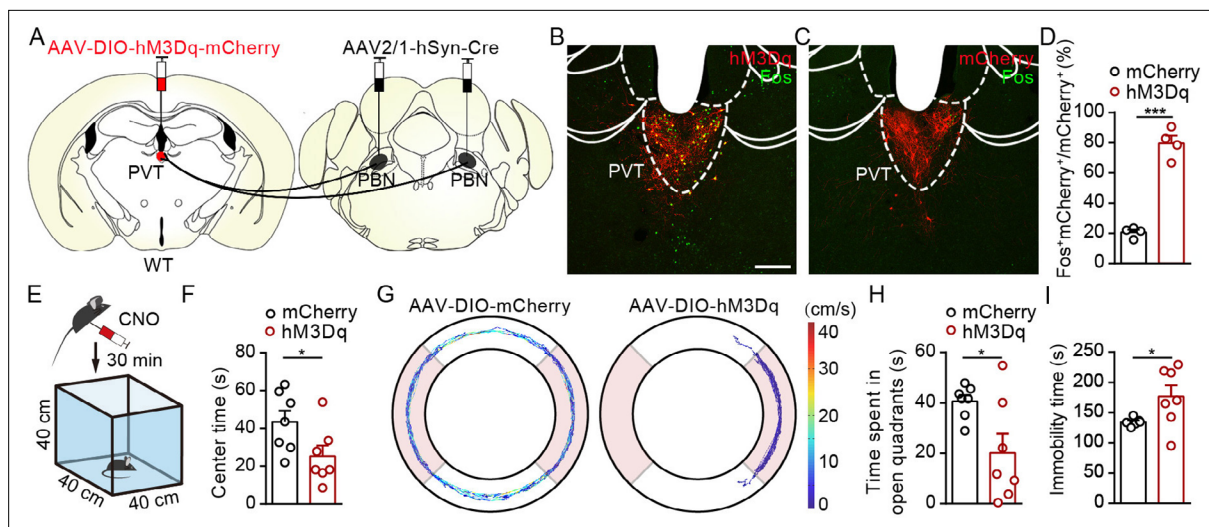 A
AAV-DIO-hM3Dq-mCherry
AAV2/1-hSyn-Cre
PVT
PBN
PBN
WT
B
hM3Dq
Fos
PVT
C
mCherry
Fos
PVT
D
mCherry
hM3Dq
Fos⁺mCherry⁺/mCherry⁺ (%)
100
80
60
40
20
0
***
E
CNO
30 min
40 cm
40 cm
40 cm
F
mCherry
hM3Dq
Center time (s)
80
60
40
20
0
*
G
AAV-DIO-mCherry
AAV-DIO-hM3Dq
(cm/s)
40
30
20
10
0
H
mCherry
hM3Dq
Time spent in
open quadrants (s)
60
40
20
0
*
I
Immobility time (s)
250
200
150
100
50
0
*